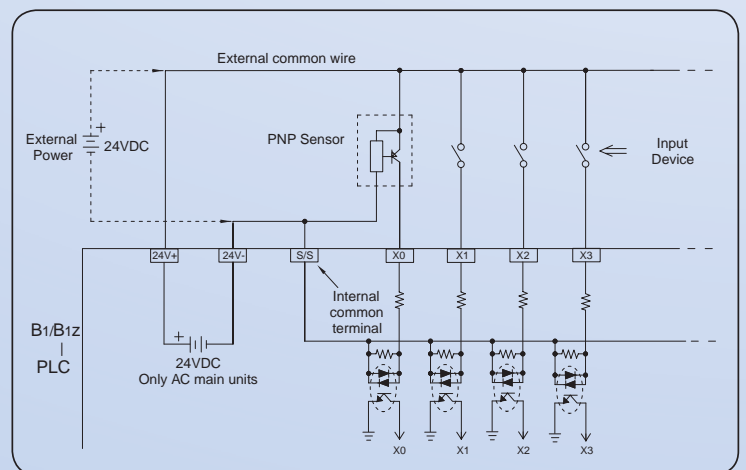 External common wire
PNP Sensor
+
External
Power
24VDC
Input
Device
24V+
24V-
S/S
X0
X1
X2
X3
Internal
common
terminal
B1/B1z
PLC
+
24VDC
Only AC main units
X0
X1
X2
X3